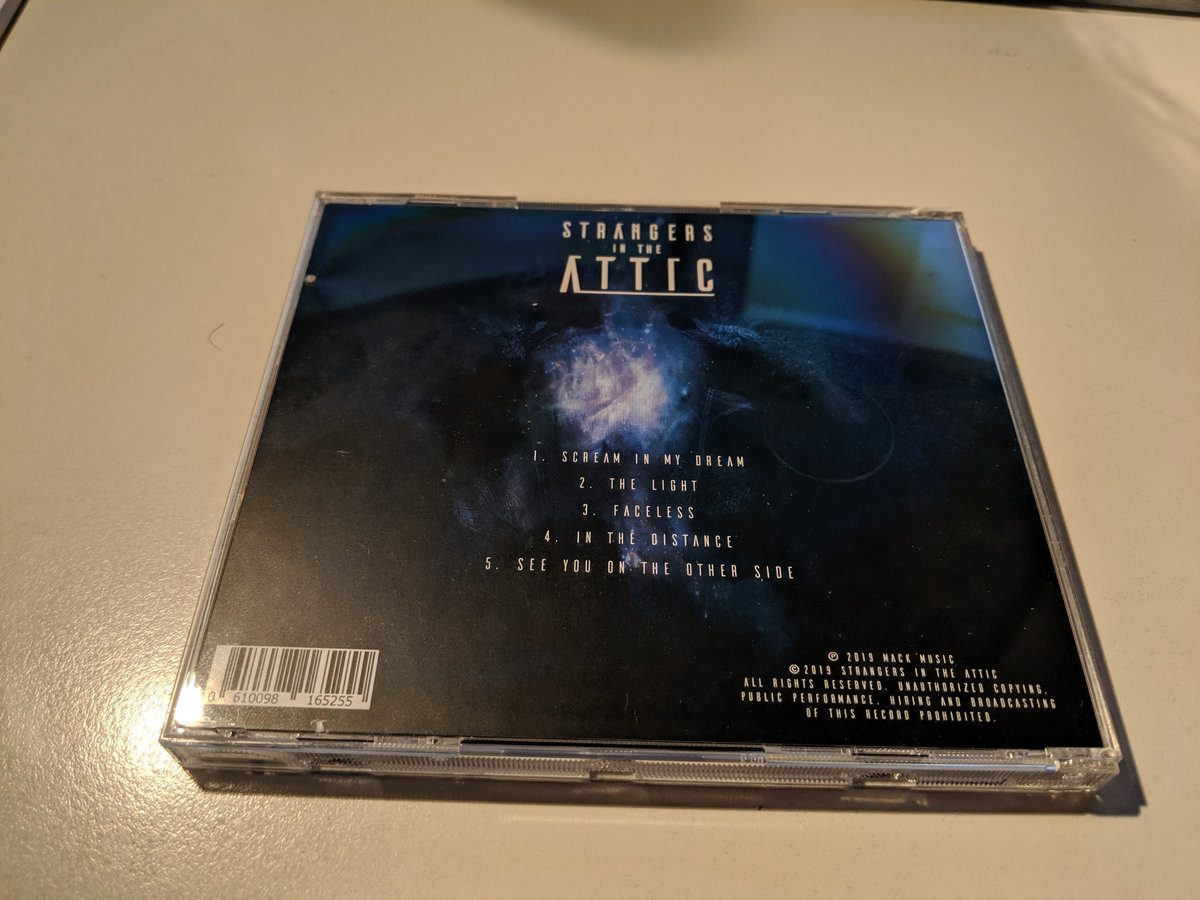 STRANGERS
IN THE
ATTIC
1. SCREAM IN MY DREAM
2. THE LIGHT
3. FACELESS
4. IN THE DISTANCE
5. SEE YOU ON THE OTHER SIDE
0 610098 165255
℗ 2019 MACK MUSIC
© 2019 STRANGERS IN THE ATTIC
ALL RIGHTS RESERVED. UNAUTHORIZED COPYING,
PUBLIC PERFORMANCE, HIRING AND BROADCASTING
OF THIS RECORD PROHIBITED.